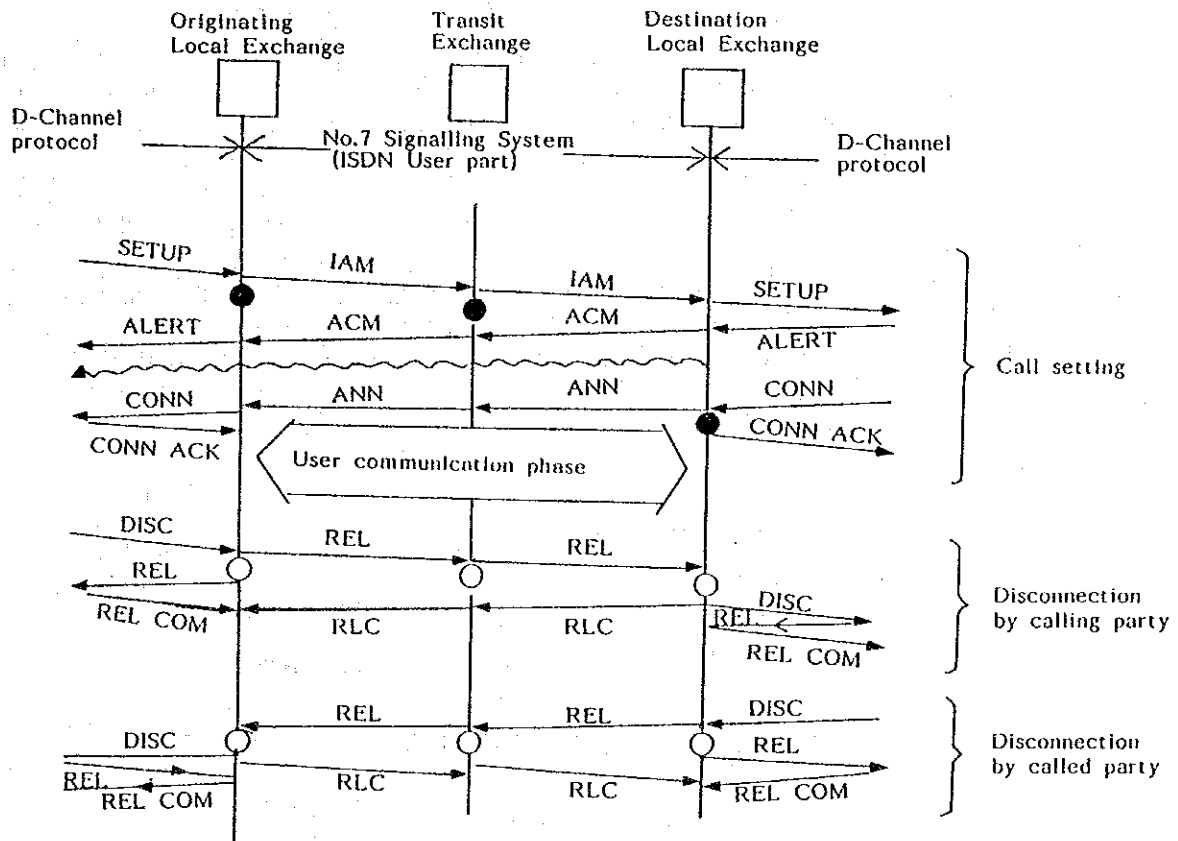 Originating
Local Exchange
Transit
Exchange
Destination
Local Exchange
D-Channel
protocol
No.7 Signalling System
(ISDN User part)
D-Channel
protocol
SETUP
IAM
IAM
SETUP
ALERT
ACM
ACM
ALERT
Call setting
CONN
ANN
ANN
CONN
CONN ACK
CONN ACK
User communication phase
DISC
REL
REL
REL
REL COM
RLC
RLC
DISC
REL
REL COM
Disconnection
by calling party
REL
REL
DISC
DISC
REL
REL
REL COM
RLC
RLC
REL COM
Disconnection
by called party